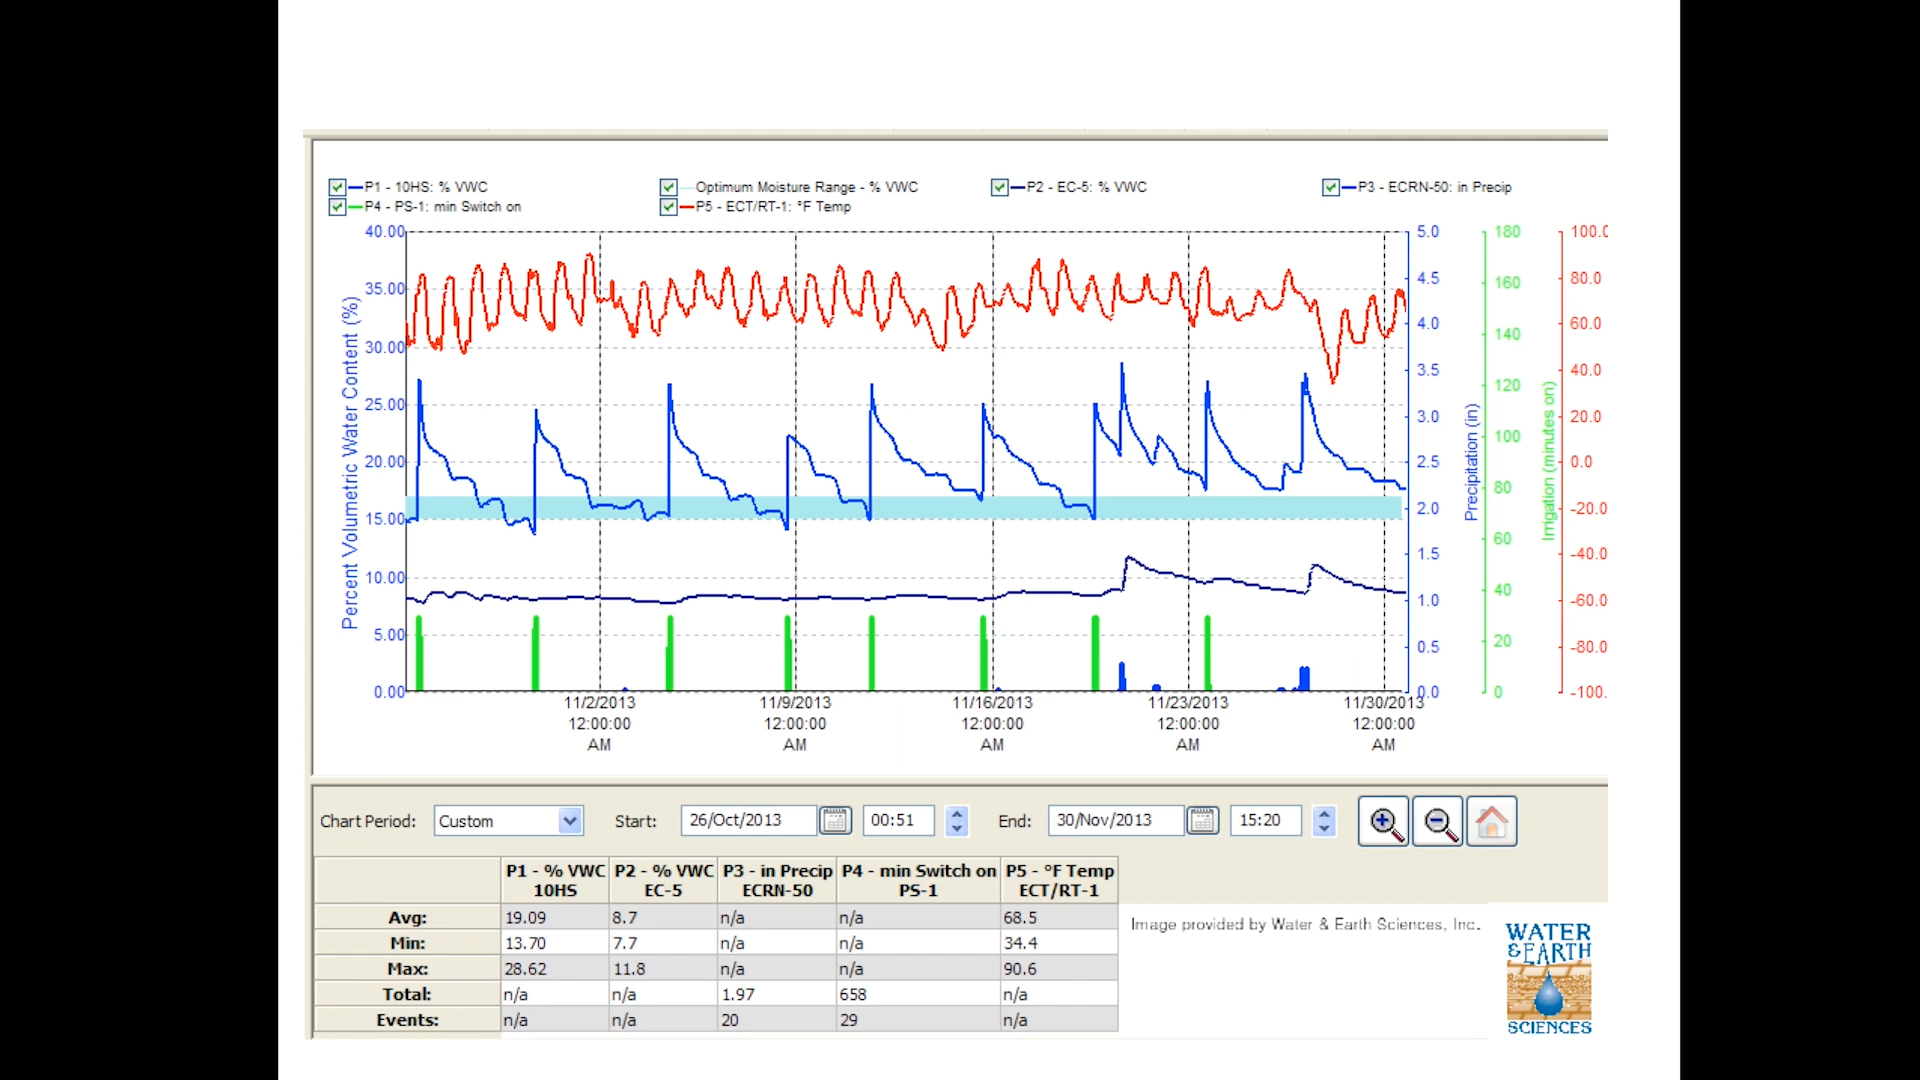 P1 - 10HS: % VWC
Optimum Moisture Range - % VWC
P2 - EC-5: % VWC
P3 - ECRN-50: in Precip
P4 - PS-1: min Switch on
P5 - ECT/RT-1: °F Temp
Percent Volumetric Water Content (%)
40.00
35.00
30.00
25.00
20.00
15.00
10.00
5.00
0.00
5.0
4.5
4.0
3.5
3.0
2.5
2.0
1.5
1.0
0.5
0.0
Precipitation (in)
180
160
140
120
100
80
60
40
20
0
Irrigation (minutes on)
100.0
80.0
60.0
40.0
20.0
0.0
-20.0
-40.0
-60.0
-80.0
-100.
11/2/2013 11/9/2013 11/16/2013 11/23/2013 11/30/2013
12:00:00 12:00:00 12:00:00 12:00:00 12:00:00
AM AM AM AM AM
Chart Period: Custom Start: 26/Oct/2013 00:51 End: 30/Nov/2013 15:20
P1 - % VWC P2 - % VWC P3 - in Precip P4 - min Switch on P5 - °F Temp
10HS EC-5 ECRN-50 PS-1 ECT/RT-1
Avg: 19.09 8.7 n/a n/a 68.5
Min: 13.70 7.7 n/a n/a 34.4
Max: 28.62 11.8 n/a n/a 90.6
Total: n/a n/a 1.97 658 n/a
Events: n/a n/a 20 29 n/a
Image provided by Water & Earth Sciences, Inc.
WATER
& EARTH
SCIENCES